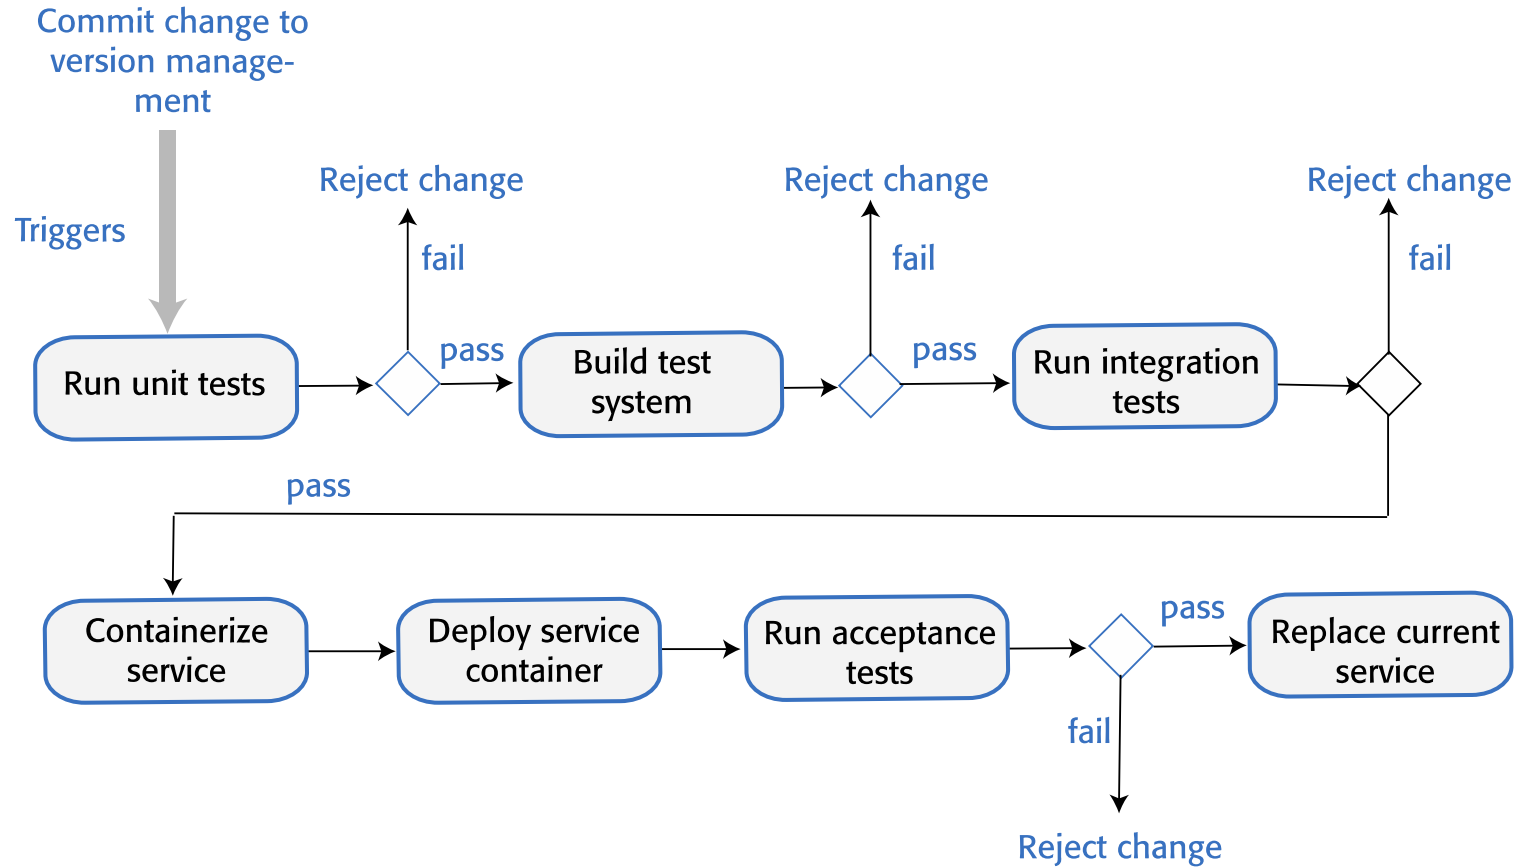 Commit change to
version manage-
ment
Triggers
Reject change
Reject change
Reject change
fail
fail
fail
Run unit tests
pass
Build test
system
pass
Run integration
tests
pass
Containerize
service
Deploy service
container
Run acceptance
tests
pass
Replace current
service
fail
Reject change